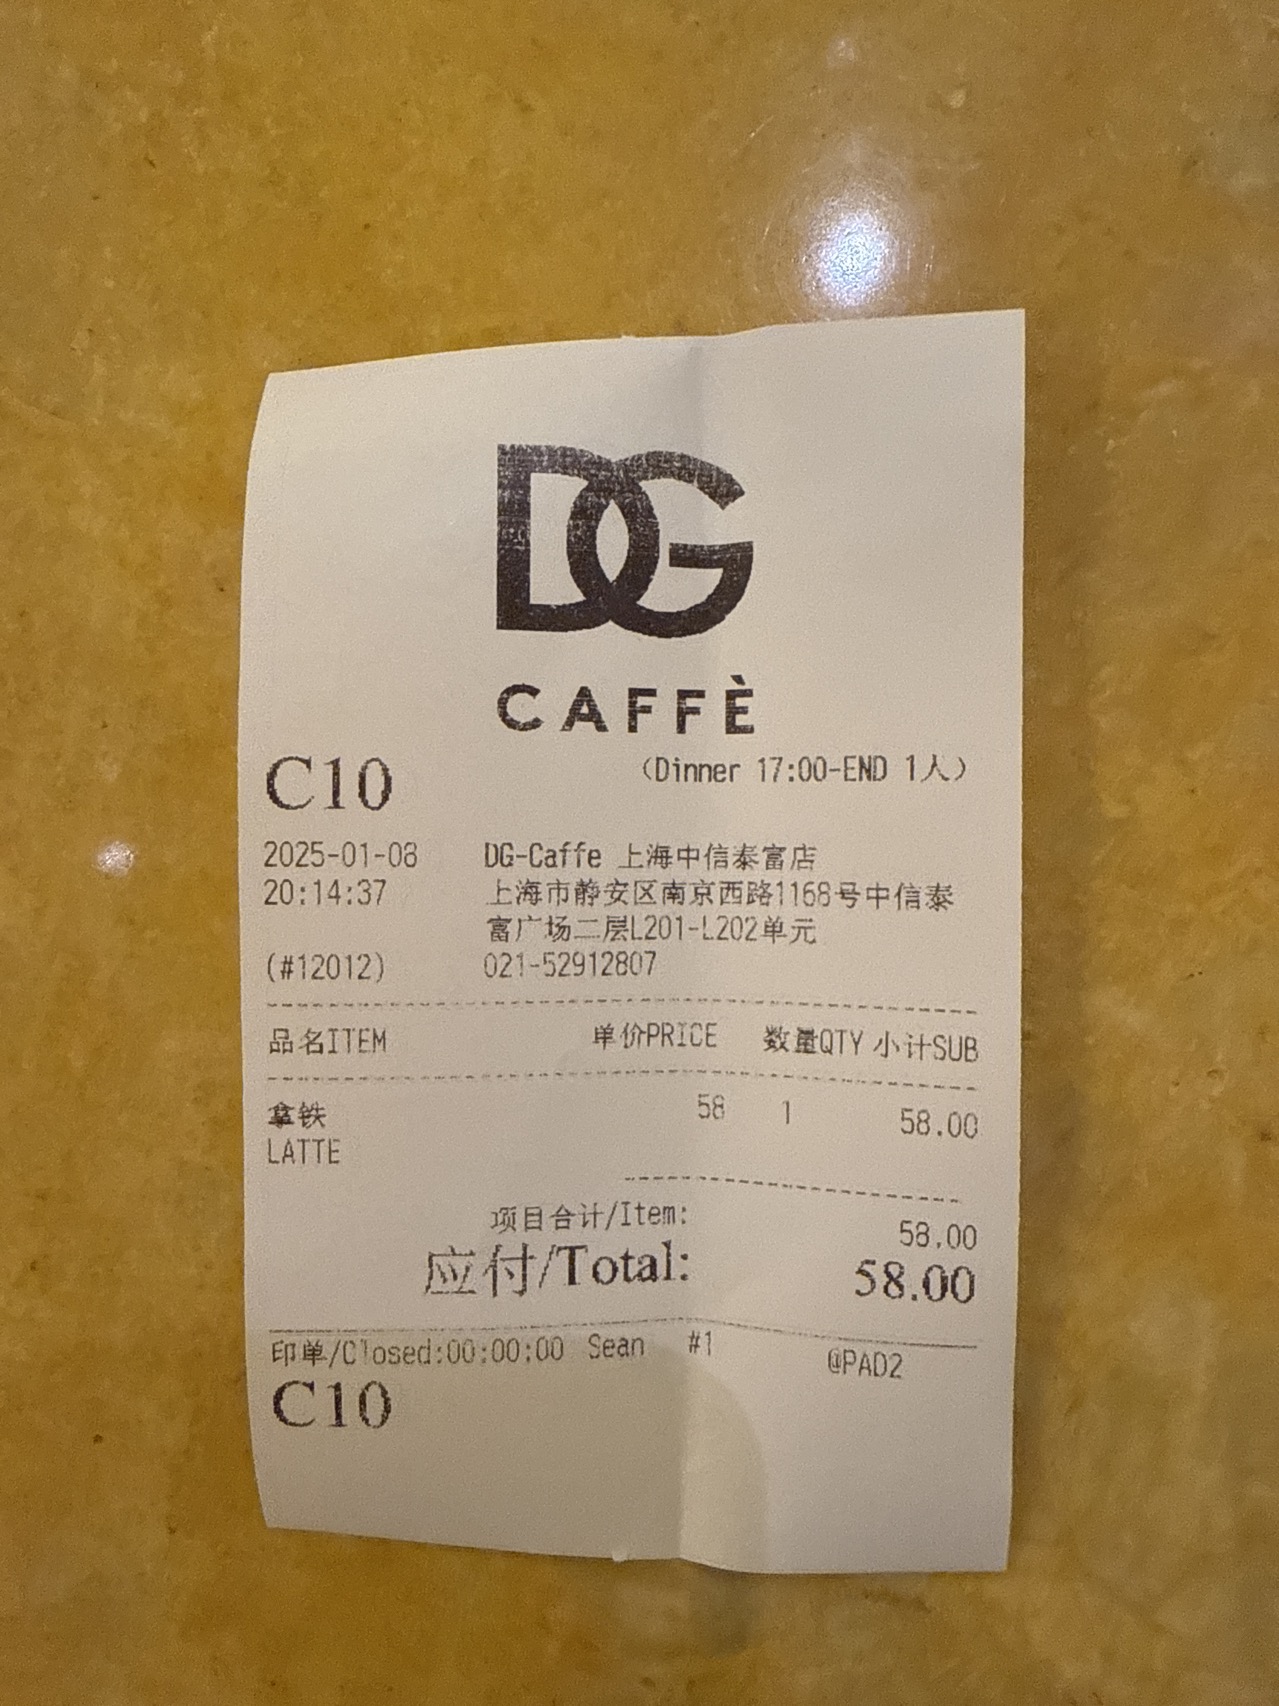 DG
CAFFÈ
C10 (Dinner 17:00-END 1人)
2025-01-08 DG-Caffe 上海中信泰富店
20:14:37 上海市静安区南京西路1168号中信泰
富广场二层L201-L202单元
(#12012) 021-52912807
品名ITEM 单价PRICE 数量QTY 小计SUB
拿铁 58 1 58.00
LATTE
项目合计/Item: 58.00
应付/Total: 58.00
印单/Closed:00:00:00 Sean #1 @PAD2
C10